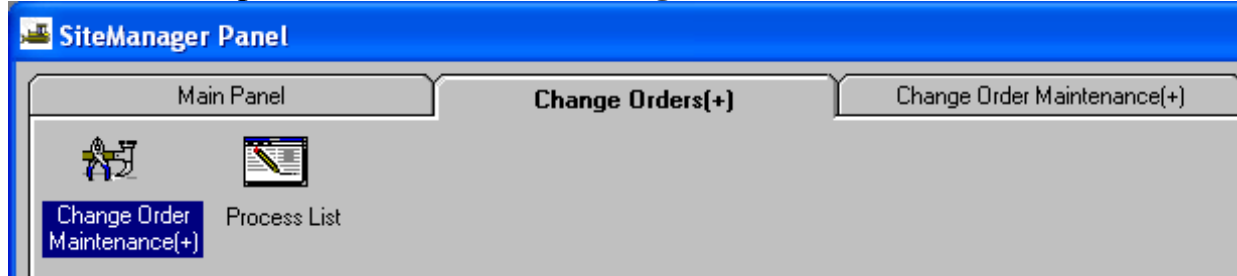 SiteManager Panel
Main Panel
Change Orders(+)
Change Order Maintenance(+)
Change Order
Maintenance(+)
Process List